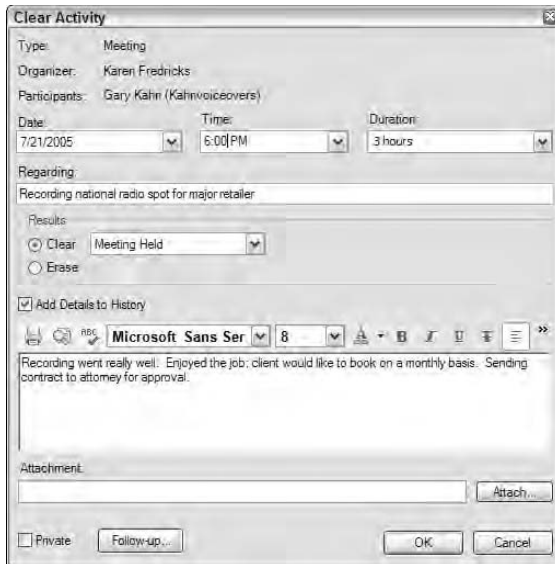 Clear Activity
Type: Meeting
Organizer: Karen Fredricks
Participants: Gary Kahn (Kahnvoiceovers)
Date: Time: Duration:
7/21/2005 6:00 PM 3 hours
Regarding:
Recording national radio spot for major retailer
Results
Clear Meeting Held
Erase
Add Details to History
ABC Microsoft Sans Ser 8 A B I U T »
Recording went really well. Enjoyed the job; client would like to book on a monthly basis. Sending
contract to attorney for approval.
Attachment:
Attach...
Private Follow-up... OK Cancel